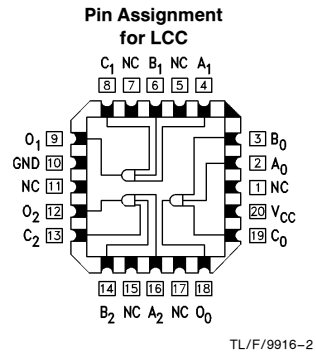 Pin Assignment
for LCC
C1 NC B1 NC A1
8 7 6 5 4
O1 9
GND 10
NC 11
O2 12
C2 13
3 B0
2 A0
1 NC
20 VCC
19 C0
14 15 16 17 18
B2 NC A2 NC O0
TL/F/9916–2